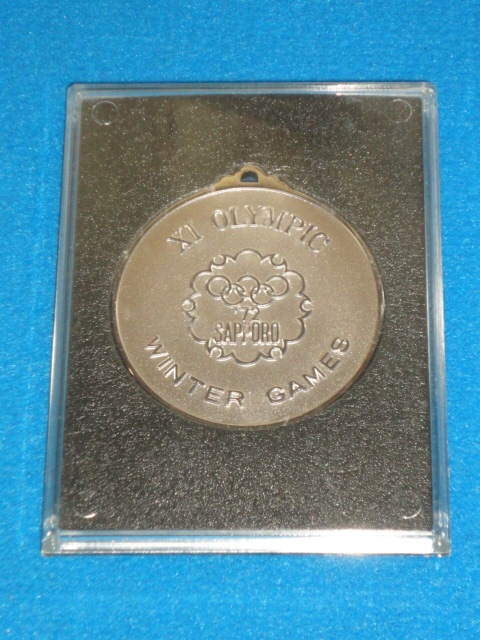 XI OLYMPIC
'72
SAPPORO
WINTER GAMES